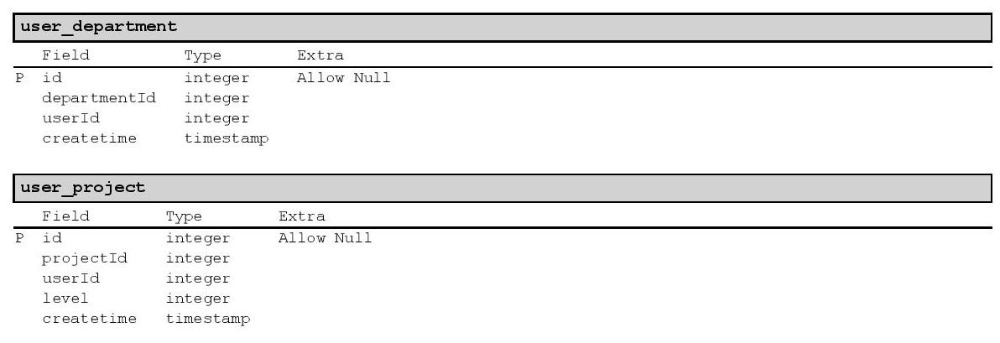 user_department
Field Type Extra
P id integer Allow Null
departmentId integer
userId integer
createtime timestamp
user_project
Field Type Extra
P id integer Allow Null
projectId integer
userId integer
level integer
createtime timestamp